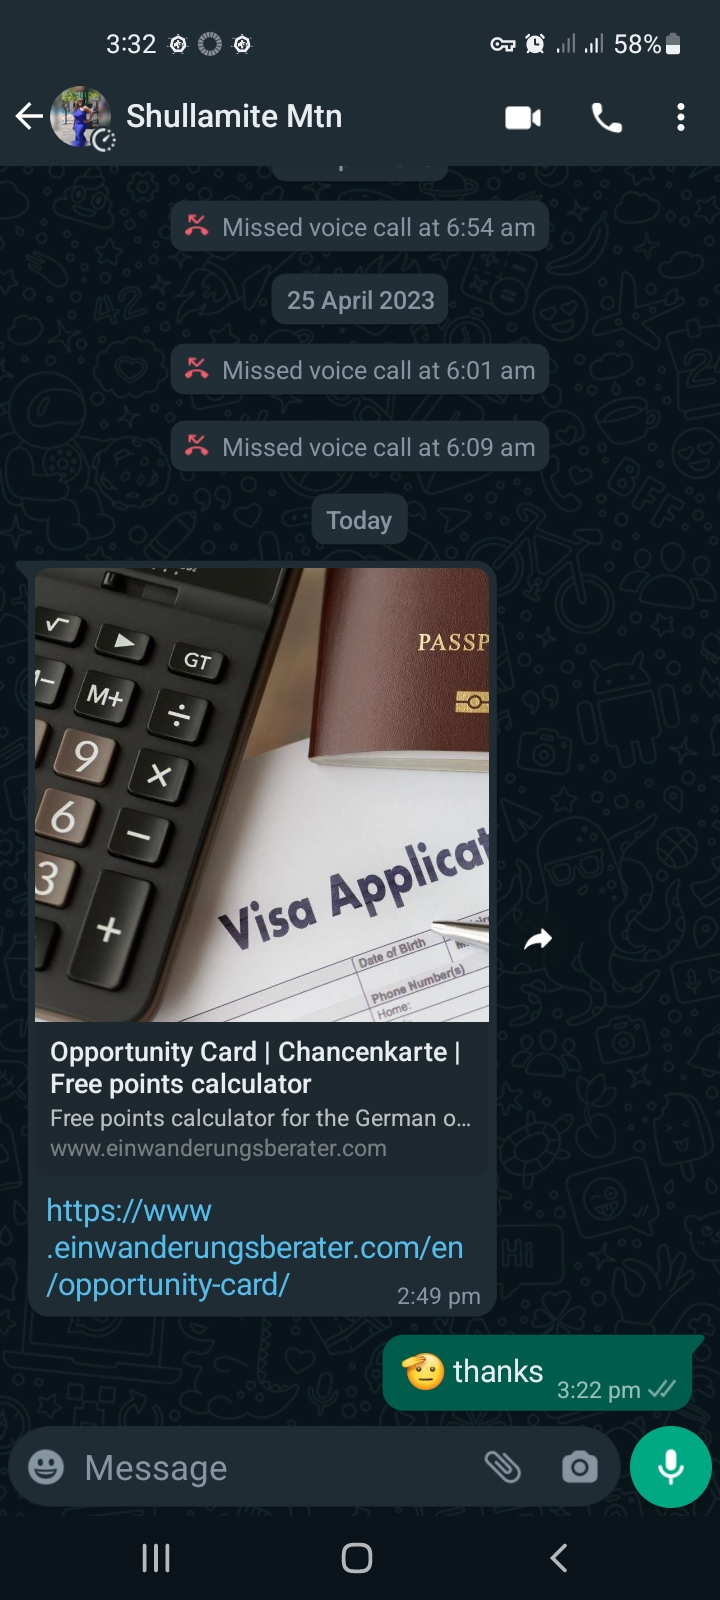 3:32
58%
Shullamite Mtn
Missed voice call at 6:54 am
25 April 2023
Missed voice call at 6:01 am
Missed voice call at 6:09 am
Today
√
GT
M+
÷
9
×
6
−
3
+
PASSP
Visa Applicat
Date of Birth
Phone Number(s)
Home:
Opportunity Card | Chancenkarte |
Free points calculator
Free points calculator for the German o...
www.einwanderungsberater.com
https://www
.einwanderungsberater.com/en
/opportunity-card/
2:49 pm
🫡 thanks
3:22 pm
Message